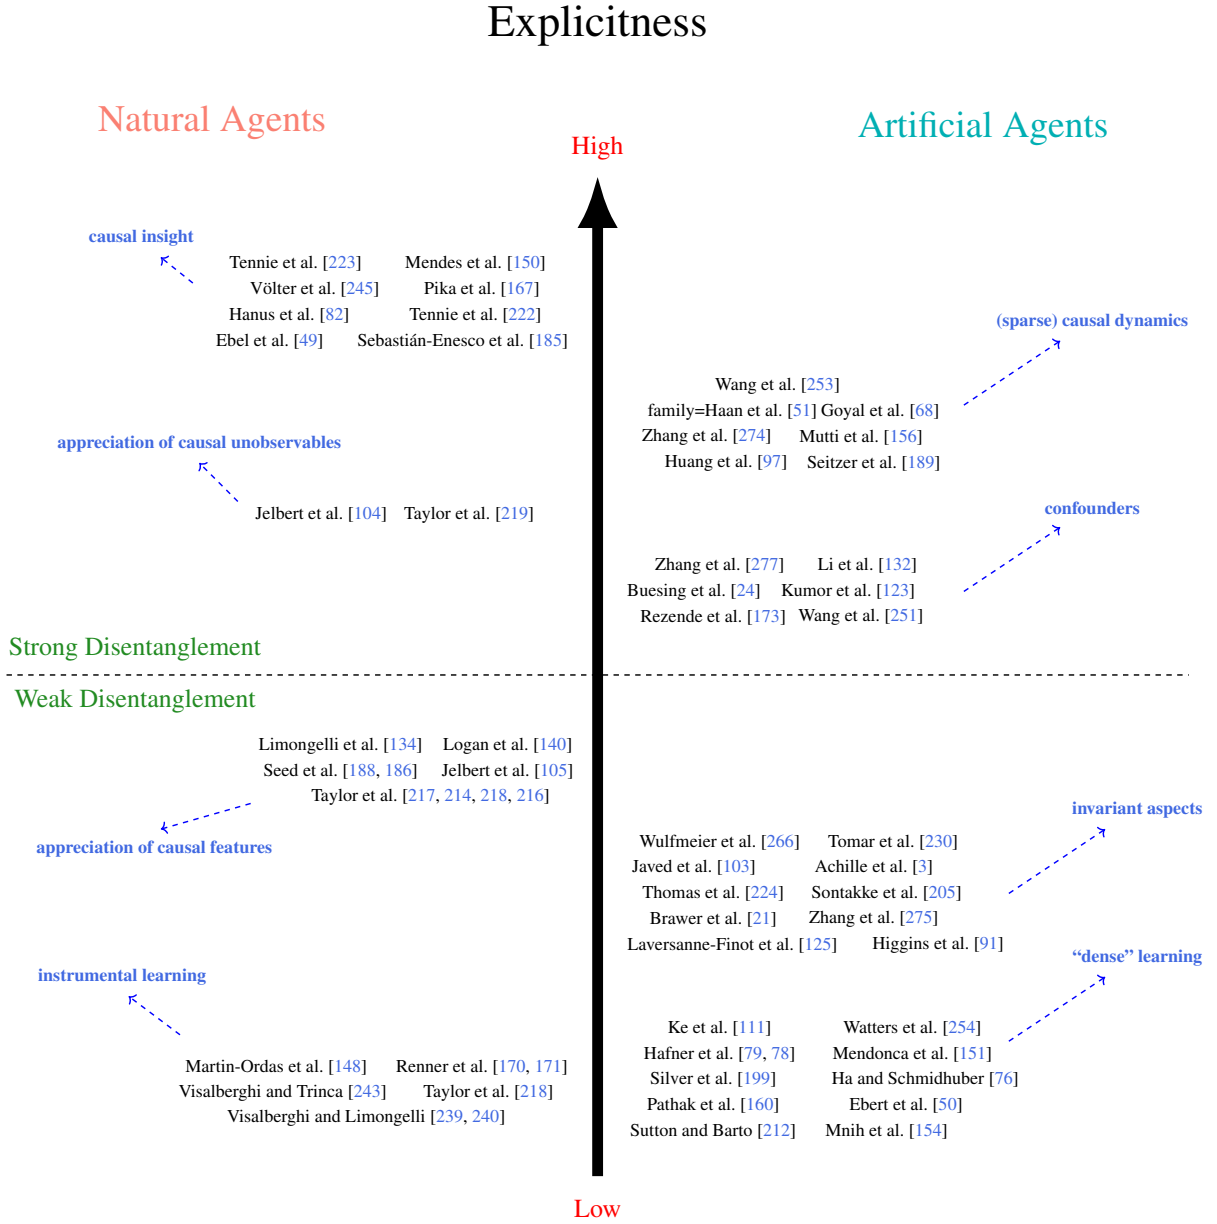 Explicitness
Natural Agents
Artificial Agents
High
causal insight
Tennie et al. [223] Mendes et al. [150]
Völter et al. [245] Pika et al. [167]
Hanus et al. [82] Tennie et al. [222]
Ebel et al. [49] Sebastián-Enesco et al. [185]
(sparse) causal dynamics
Wang et al. [253]
family=Haan et al. [51] Goyal et al. [68]
Zhang et al. [274] Mutti et al. [156]
Huang et al. [97] Seitzer et al. [189]
appreciation of causal unobservables
Jelbert et al. [104] Taylor et al. [219]
confounders
Zhang et al. [277] Li et al. [132]
Buesing et al. [24] Kumor et al. [123]
Rezende et al. [173] Wang et al. [251]
Strong Disentanglement
Weak Disentanglement
Limongelli et al. [134] Logan et al. [140]
Seed et al. [188, 186] Jelbert et al. [105]
Taylor et al. [217, 214, 218, 216]
appreciation of causal features
invariant aspects
Wulfmeier et al. [266] Tomar et al. [230]
Javed et al. [103] Achille et al. [3]
Thomas et al. [224] Sontakke et al. [205]
Brawer et al. [21] Zhang et al. [275]
Laversanne-Finot et al. [125] Higgins et al. [91]
instrumental learning
Martin-Ordas et al. [148] Renner et al. [170, 171]
Visalberghi and Trinca [243] Taylor et al. [218]
Visalberghi and Limongelli [239, 240]
“dense” learning
Ke et al. [111] Watters et al. [254]
Hafner et al. [79, 78] Mendonca et al. [151]
Silver et al. [199] Ha and Schmidhuber [76]
Pathak et al. [160] Ebert et al. [50]
Sutton and Barto [212] Mnih et al. [154]
Low